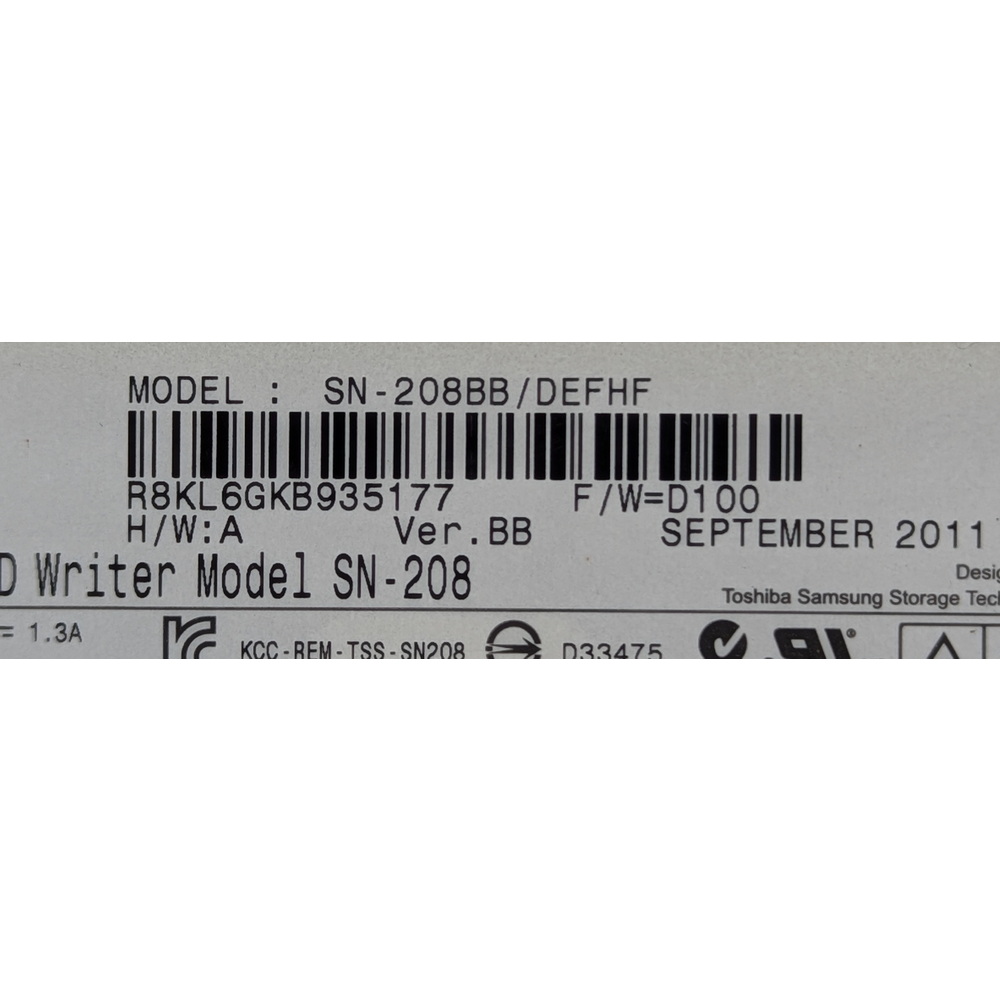 MODEL : SN-208BB/DEFHF
R8KL6GKB935177 F/W=D100
H/W:A Ver.BB SEPTEMBER 2011
D Writer Model SN-208
Desig
Toshiba Samsung Storage Tech
= 1.3A KCC-REM-TSS-SN208 D33475